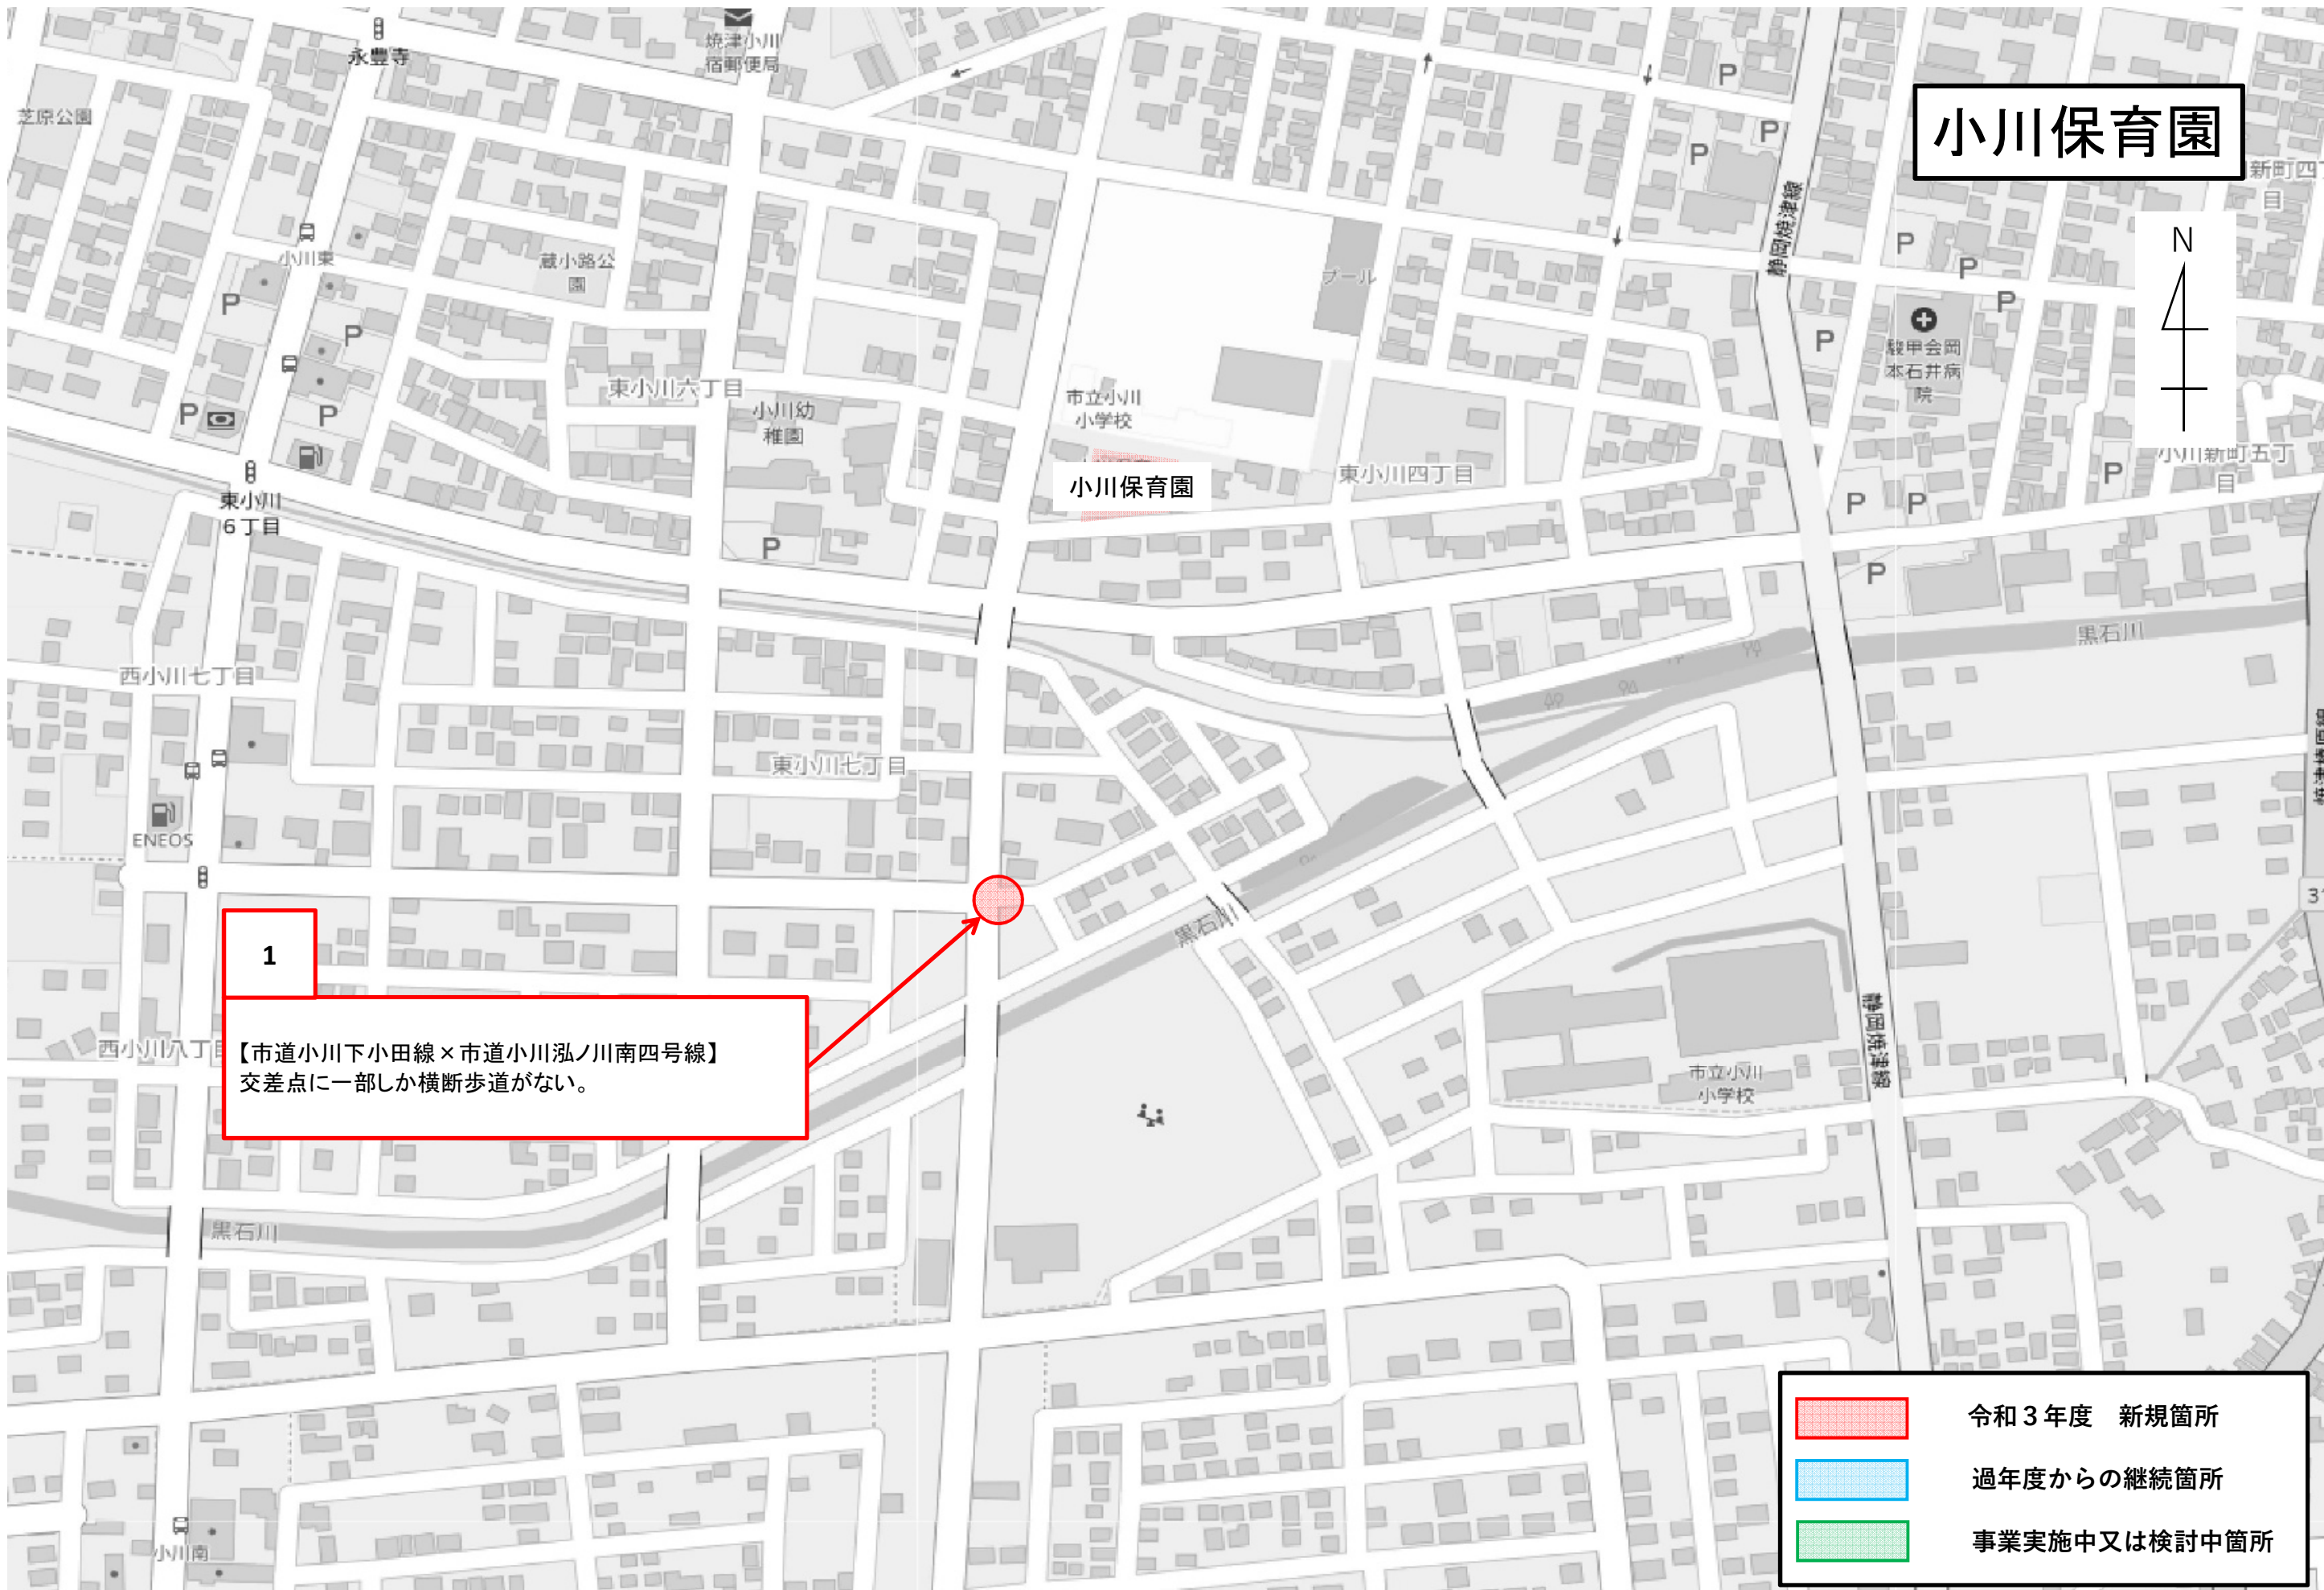 小川保育園
N
永豊寺
焼津小川
宿郵便局
芝原公園
P
P
P
静岡焼津線
新町四丁
目
小川東
蔵小路公
園
プール
P
P
P
P
P
P
駿甲会岡
本石井病
院
東小川六丁目
小川幼
稚園
市立小川
小学校
P
P
東小川
6丁目
小川保育園
東小川四丁目
小川新町五丁
目
P
P
P
P
P
黒石川
西小川七丁目
東小川七丁目
ENEOS
黒石川
1
【市道小川下小田線×市道小川泓ノ川南四号線】
交差点に一部しか横断歩道がない。
西小川八丁目
静岡焼津線
市立小川
小学校
黒石川
小川南
令和3年度 新規箇所
過年度からの継続箇所
事業実施中又は検討中箇所